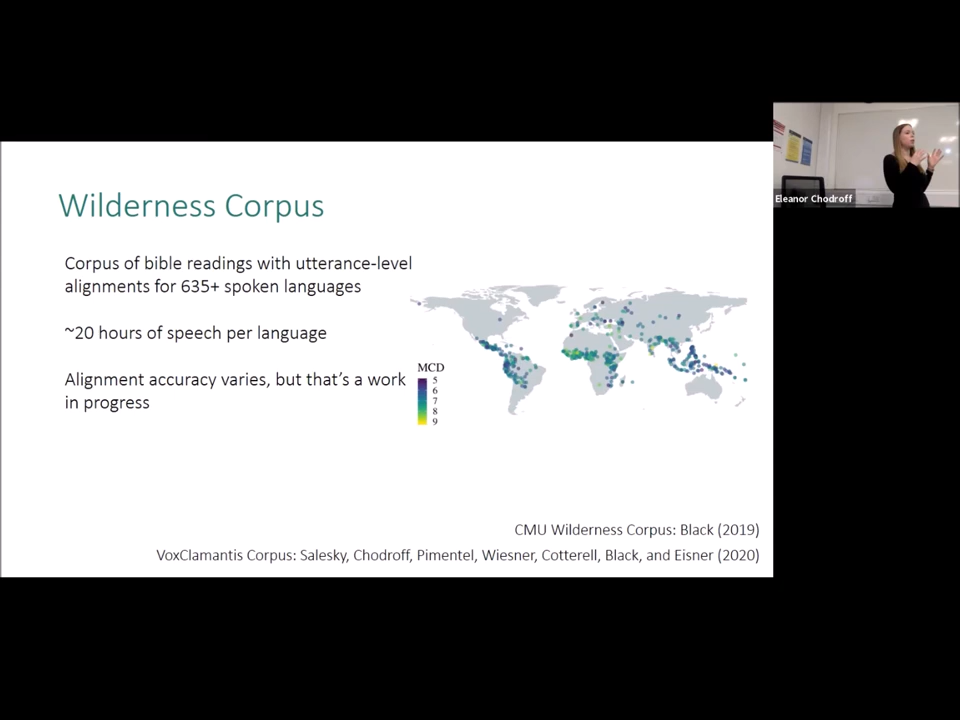 Wilderness Corpus
Corpus of bible readings with utterance-level
alignments for 635+ spoken languages
~20 hours of speech per language
Alignment accuracy varies, but that's a work
in progress
MCD
5
6
7
8
9
CMU Wilderness Corpus: Black (2019)
VoxClamantis Corpus: Salesky, Chodroff, Pimentel, Wiesner, Cotterell, Black, and Eisner (2020)
Eleanor Chodroff